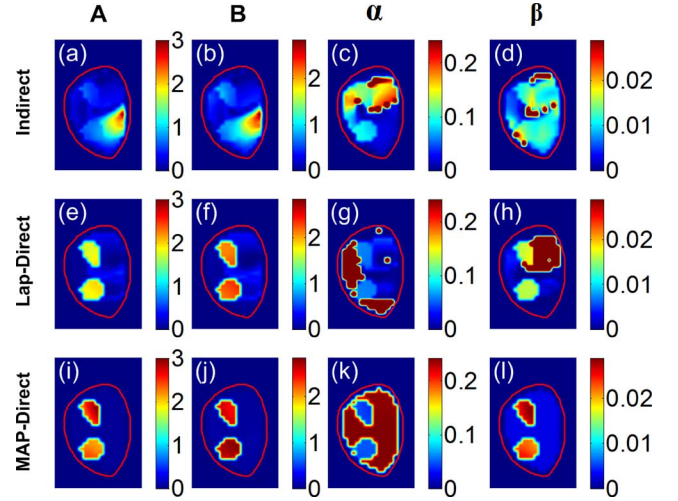 A B α β
Indirect
(a) (b) (c) (d)
3 2 1 0
2 1 0
0.2 0.1 0
0.02 0.01 0
Lap-Direct
(e) (f) (g) (h)
3 2 1 0
2 1 0
0.2 0.1 0
0.02 0.01 0
MAP-Direct
(i) (j) (k) (l)
3 2 1 0
2 1 0
0.2 0.1 0
0.02 0.01 0